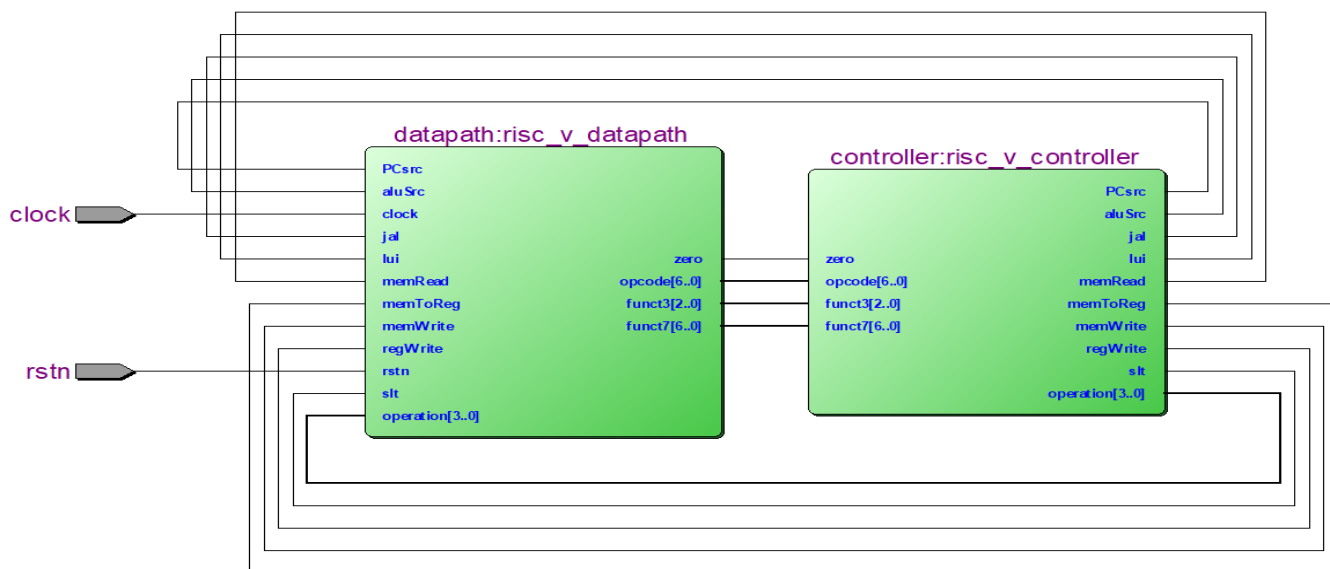 datapath:risc_v_datapath
controller:risc_v_controller
clock
rstn
PCsrc
aluSrc
clock
jal
lui
memRead
memToReg
memWrite
regWrite
rstn
slt
operation[3..0]
zero
opcode[6..0]
funct3[2..0]
funct7[6..0]
zero
opcode[6..0]
funct3[2..0]
funct7[6..0]
PCsrc
aluSrc
jal
lui
memRead
memToReg
memWrite
regWrite
slt
operation[3..0]